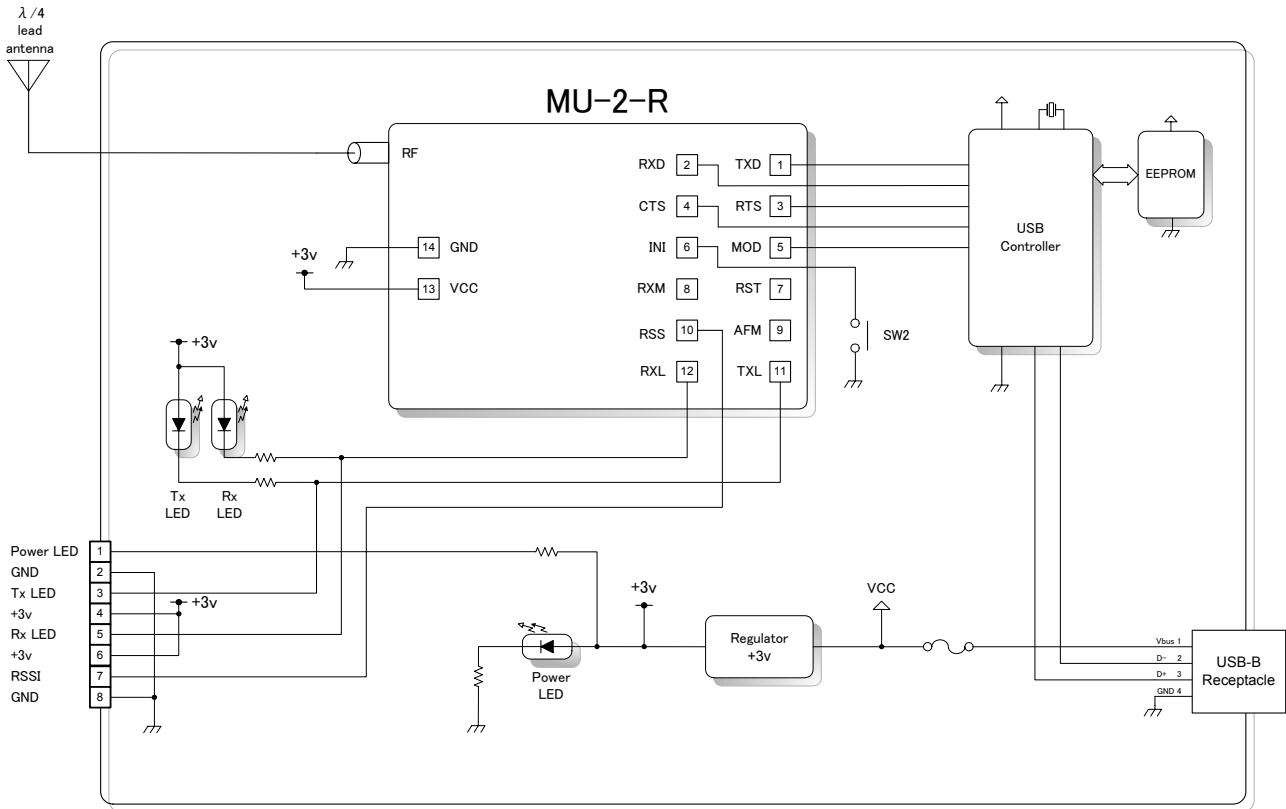 λ/4
lead
antenna
MU-2-R
RF
RXD 2 TXD 1
CTS 4 RTS 3
INI 6 MOD 5
RXM 8 RST 7
RSS 10 AFM 9
RXL 12 TXL 11
14 GND
+3v
13 VCC
SW2
USB
Controller
EEPROM
+3v
Tx
LED
Rx
LED
Power LED 1
GND 2
Tx LED 3
+3v 4
Rx LED 5
+3v 6
RSSI 7
GND 8
+3v
Power
LED
+3v
Regulator
+3v
VCC
Vbus 1
D- 2
D+ 3
GND 4
USB-B
Receptacle